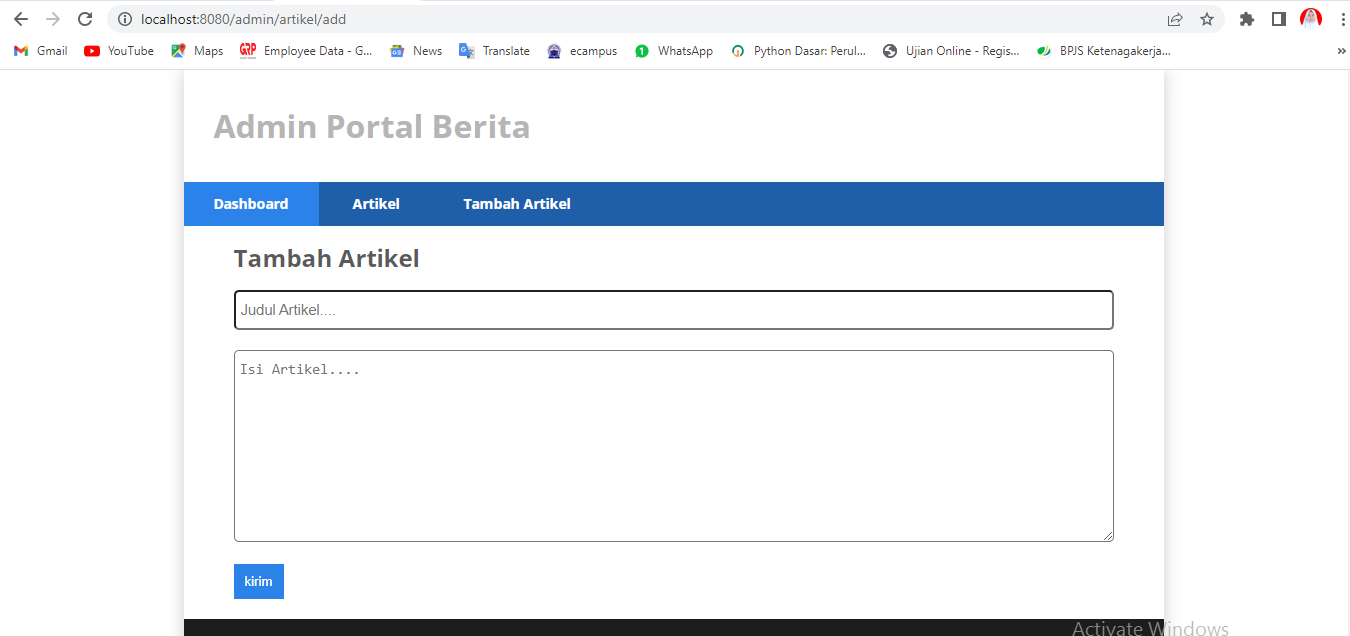 localhost:8080/admin/artikel/add
Gmail YouTube Maps GRP Employee Data - G... News Translate ecampus 1 WhatsApp Python Dasar: Perul... Ujian Online - Regis... BPJS Ketenagakerja... »
Admin Portal Berita
Dashboard Artikel Tambah Artikel
Tambah Artikel
Judul Artikel....
Isi Artikel....
kirim
Activate Windows